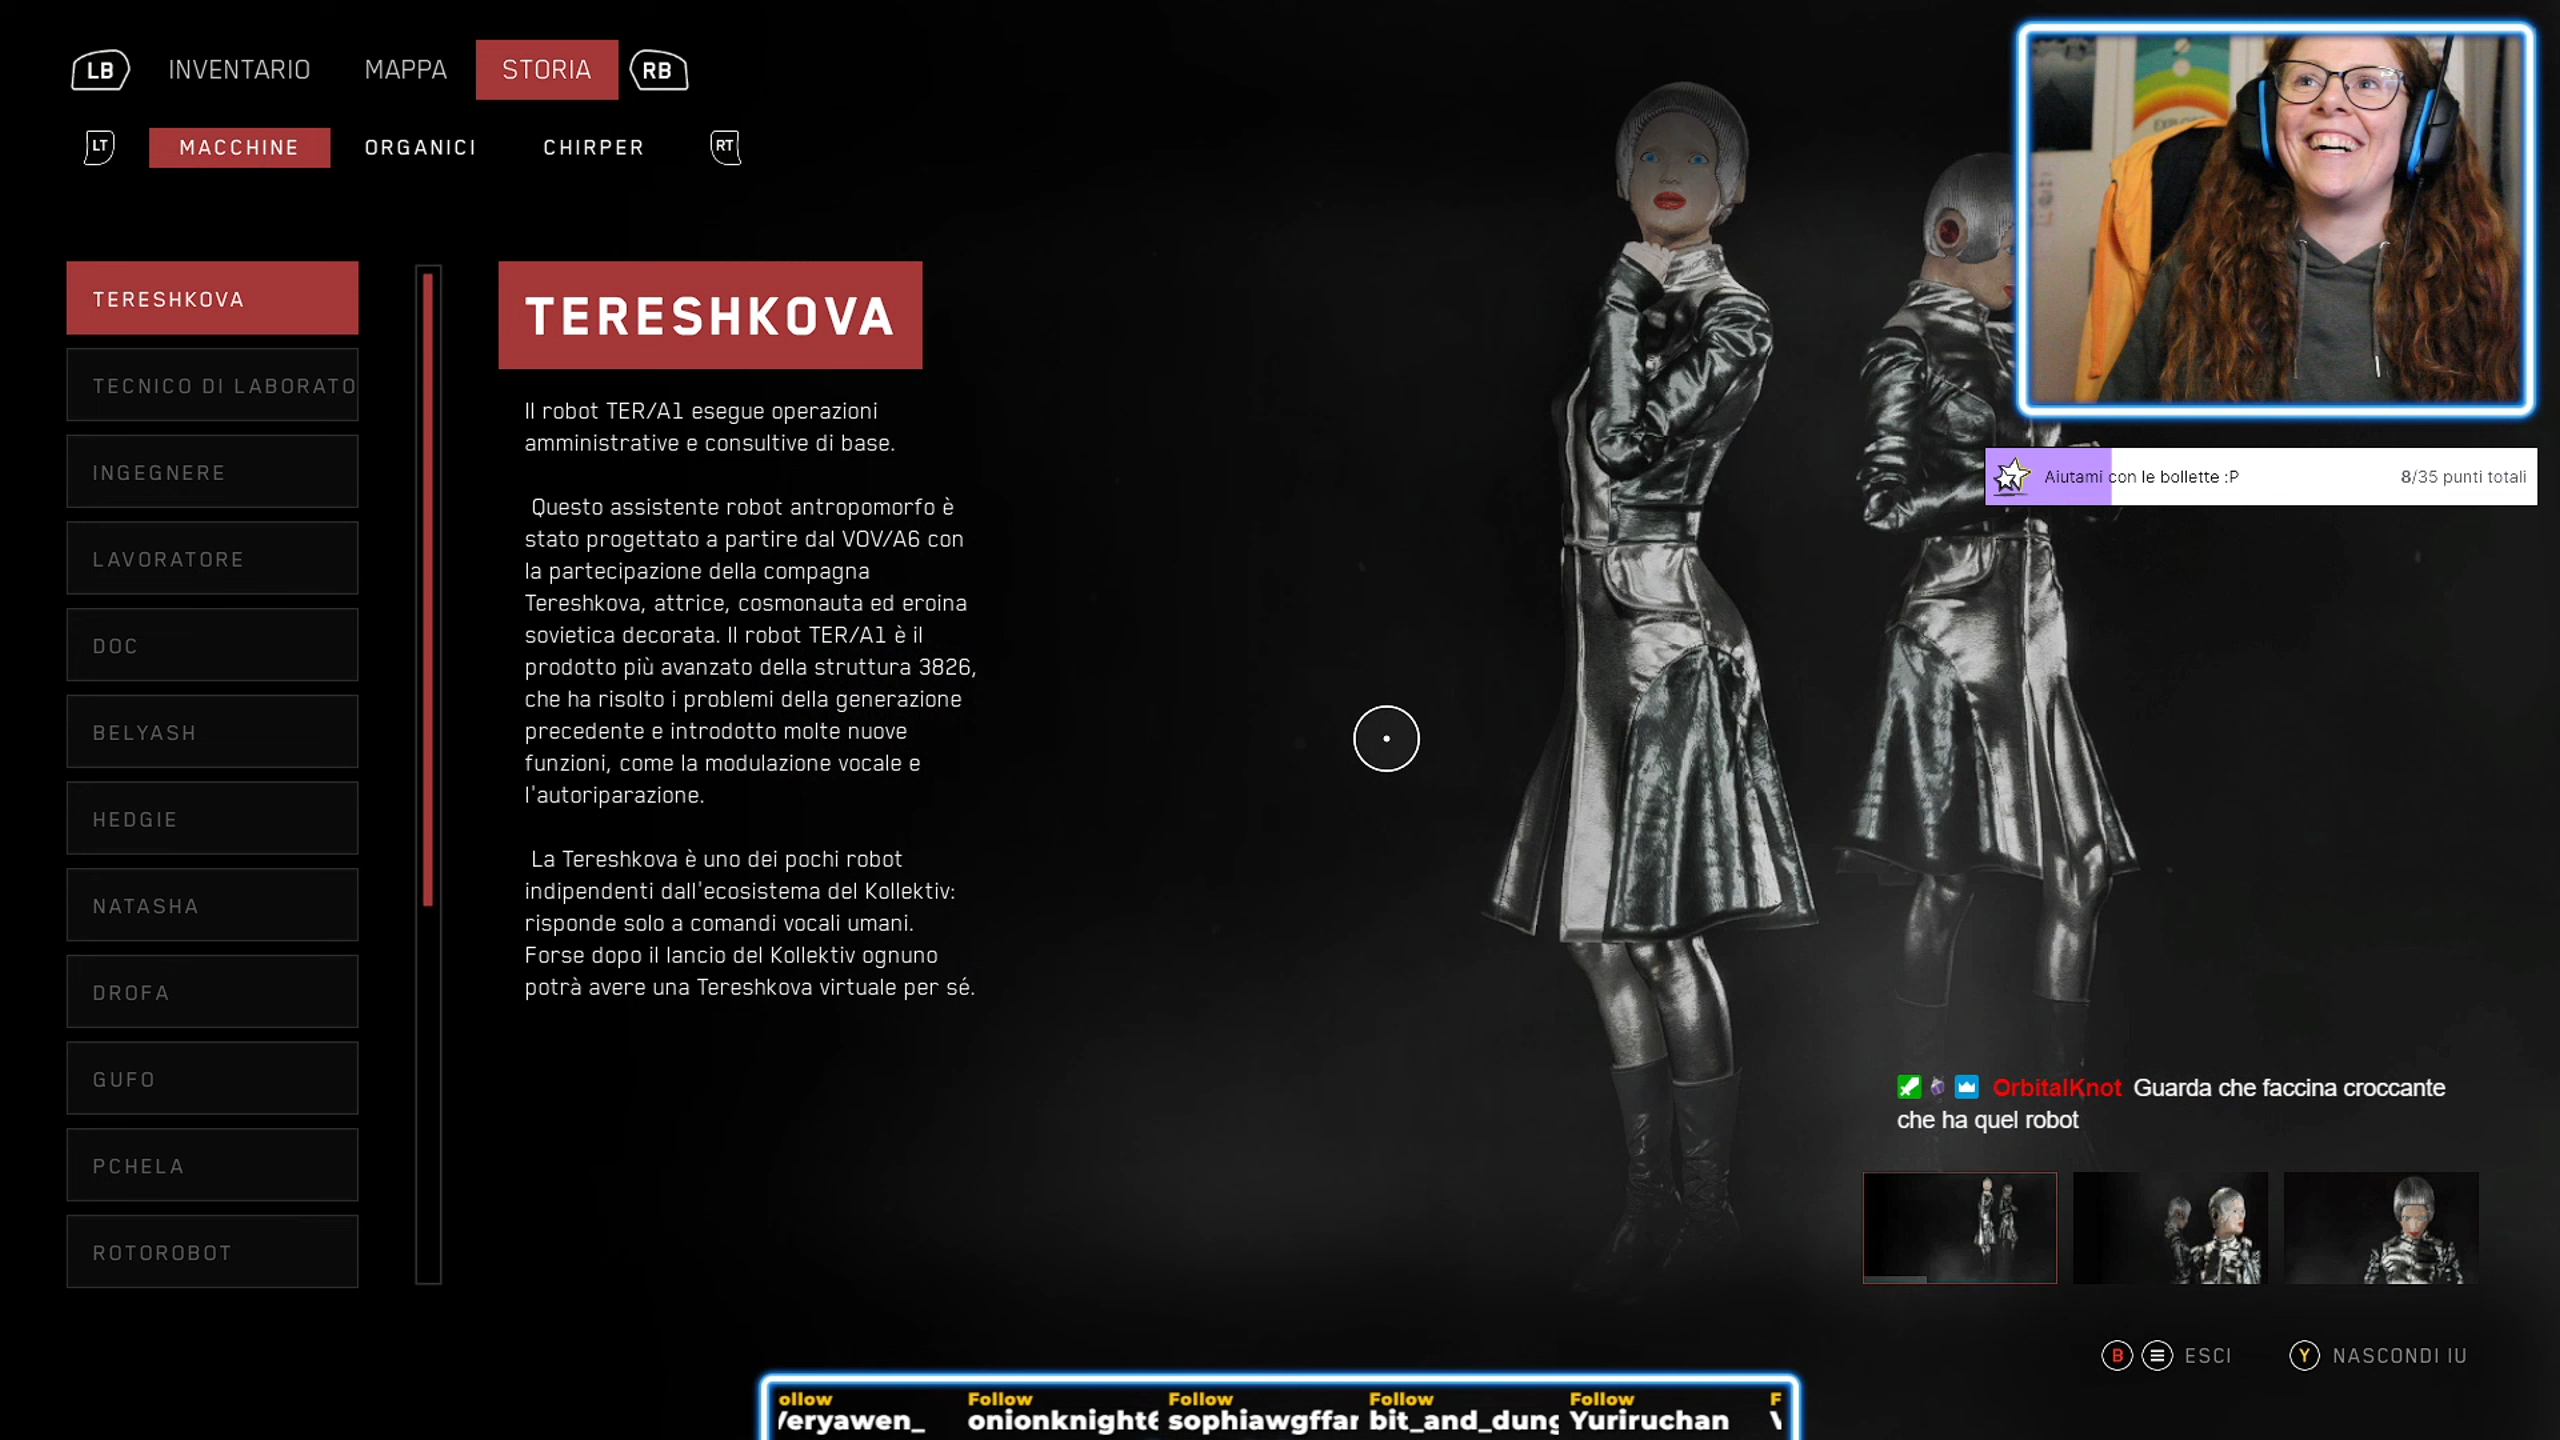 LB INVENTARIO MAPPA STORIA RB
LT MACCHINE ORGANICI CHIRPER RT
TERESHKOVA
TECNICO DI LABORATO
INGEGNERE
LAVORATORE
DOC
BELYASH
HEDGIE
NATASHA
DROFA
GUFO
PCHELA
ROTOROBOT
TERESHKOVA
Il robot TER/A1 esegue operazioni
amministrative e consultive di base.
Questo assistente robot antropomorfo è
stato progettato a partire dal VOV/A6 con
la partecipazione della compagna
Tereshkova, attrice, cosmonauta ed eroina
sovietica decorata. Il robot TER/A1 è il
prodotto più avanzato della struttura 3826,
che ha risolto i problemi della generazione
precedente e introdotto molte nuove
funzioni, come la modulazione vocale e
l'autoriparazione.
La Tereshkova è uno dei pochi robot
indipendenti dall'ecosistema del Kollektiv:
risponde solo a comandi vocali umani.
Forse dopo il lancio del Kollektiv ognuno
potrà avere una Tereshkova virtuale per sé.
Aiutami con le bollette :P 8/35 punti totali
OrbitalKnot Guarda che faccina croccante
che ha quel robot
B ESCI Y NASCONDI IU
ollow Follow Follow Follow Follow F
eryawen_ onionknight sophiawgffar bit_and_dung Yuriruchan